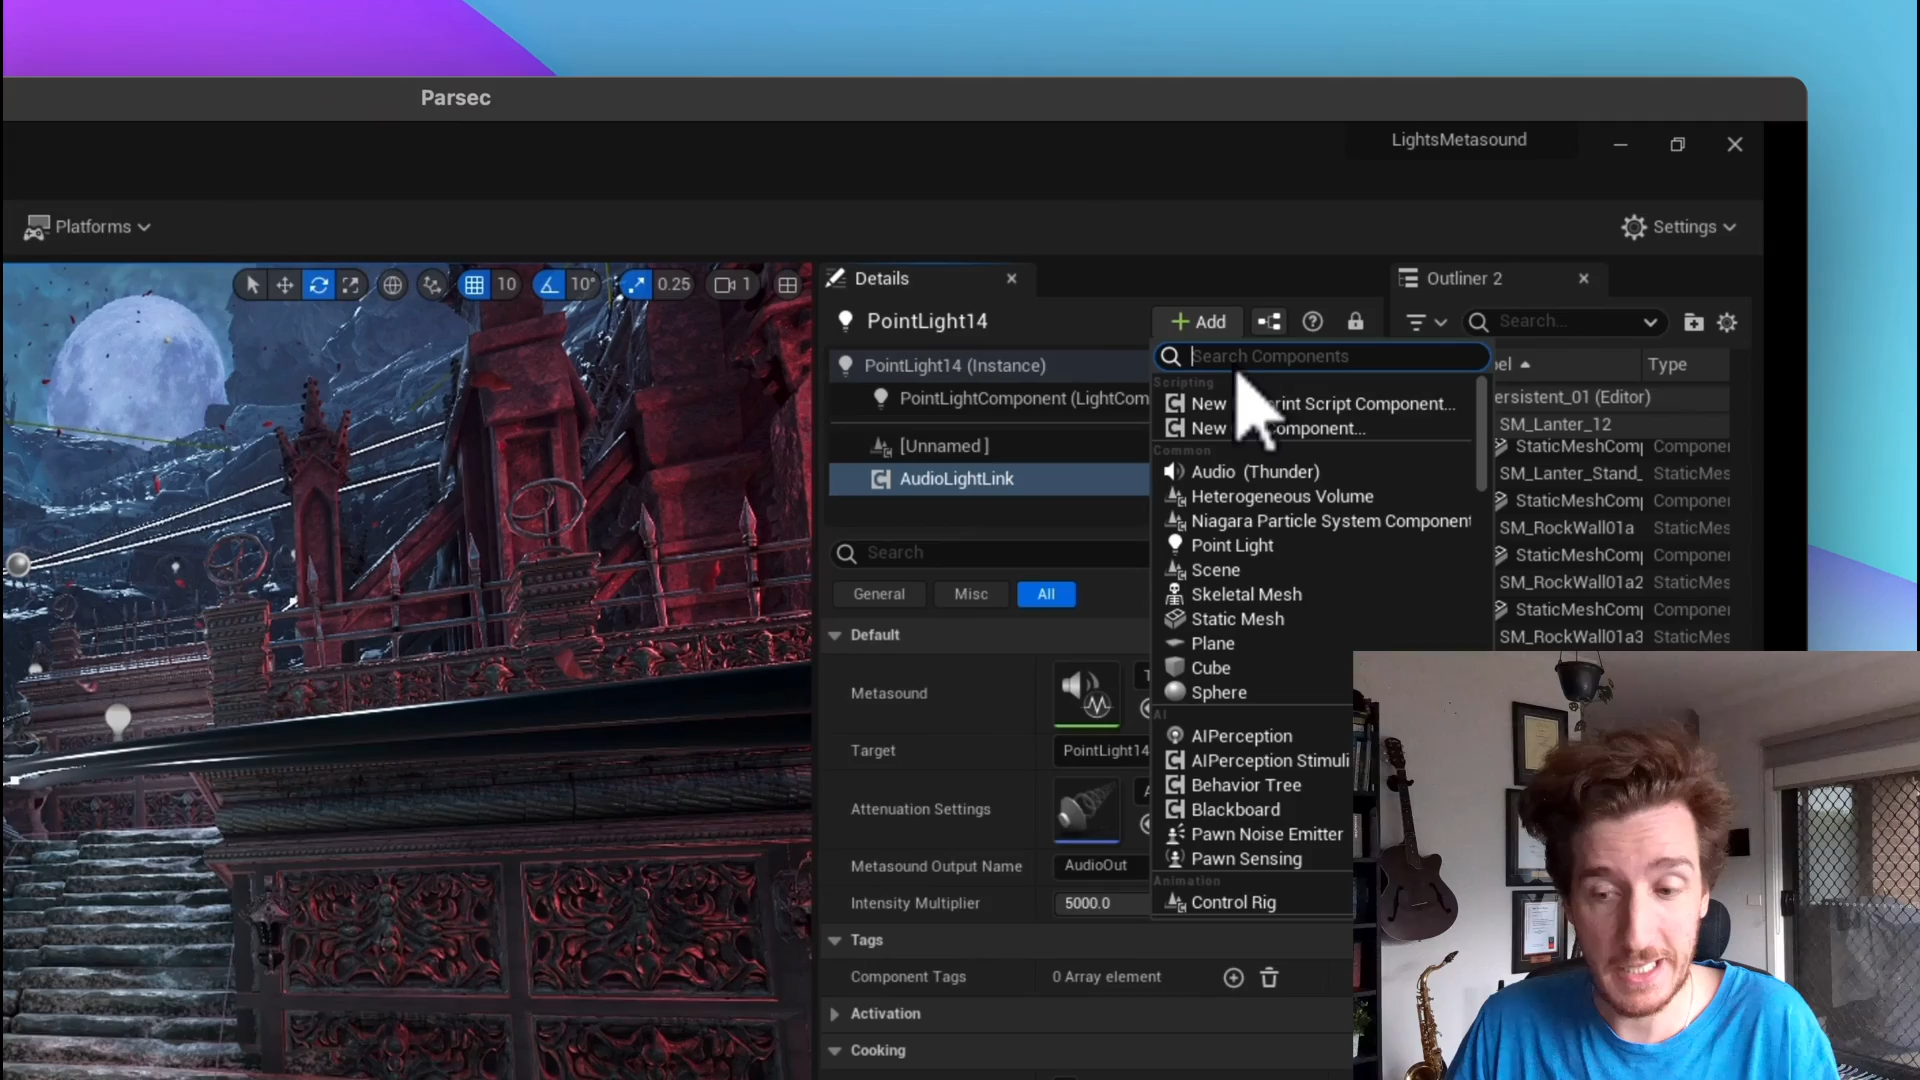 Parsec
LightsMetasound
Platforms
Settings
10
10°
0.25
1
Details
Outliner 2
PointLight14
Add
Search...
PointLight14 (Instance)
Search Components
Type
PointLightComponent (LightCom
Scripting
New
rint Script Component...
ersistent_01 (Editor)
New
omponent...
SM_Lanter_12
[Unnamed]
Common
StaticMeshComp
Component
AudioLightLink
Audio (Thunder)
SM_Lanter_Stand_
StaticMes
Heterogeneous Volume
StaticMeshComp
Component
Niagara Particle System Component
SM_RockWall01a
StaticMes
Search
Point Light
StaticMeshComp
Component
Scene
SM_RockWall01a2
StaticMes
General
Misc
All
Skeletal Mesh
StaticMeshComp
Component
Default
Static Mesh
SM_RockWall01a3
StaticMes
Plane
Cube
Metasound
Sphere
AI
Target
PointLight14
AIPerception
AIPerception Stimuli
Behavior Tree
Attenuation Settings
Blackboard
Pawn Noise Emitter
Metasound Output Name
AudioOut
Pawn Sensing
Animation
Intensity Multiplier
5000.0
Control Rig
Tags
Component Tags
0 Array element
Activation
Cooking